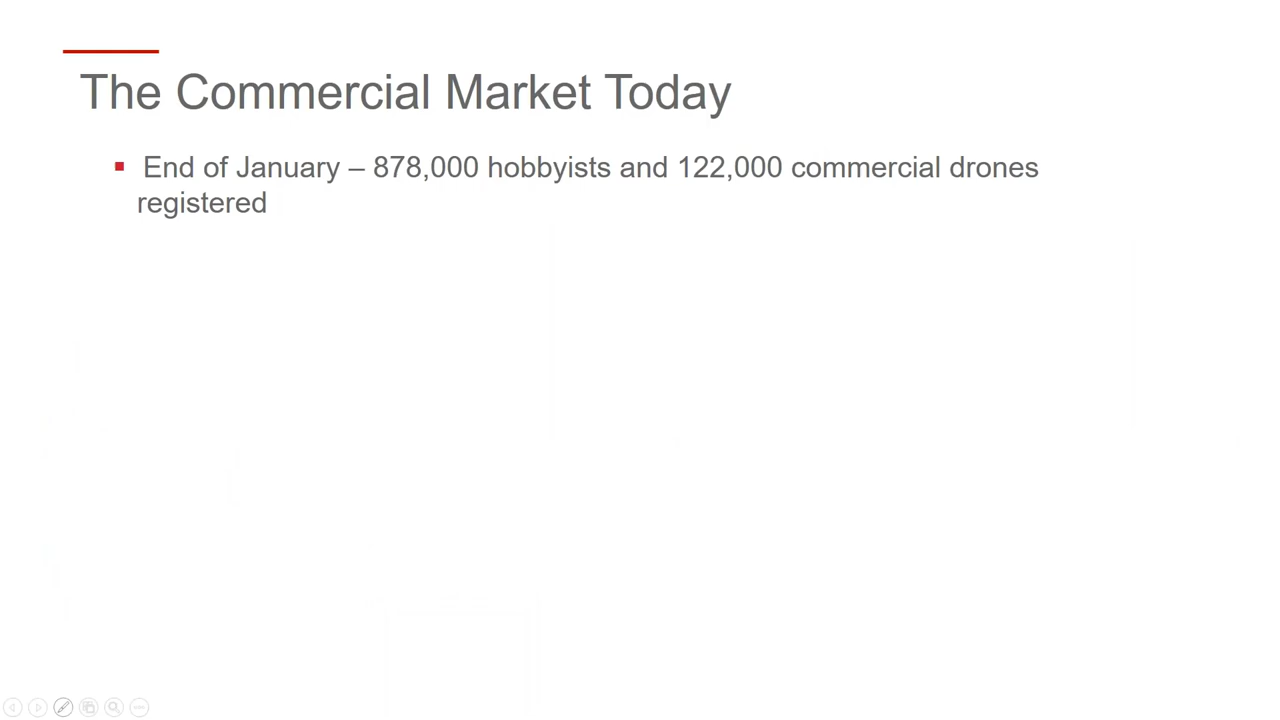 The Commercial Market Today
End of January – 878,000 hobbyists and 122,000 commercial drones
registered